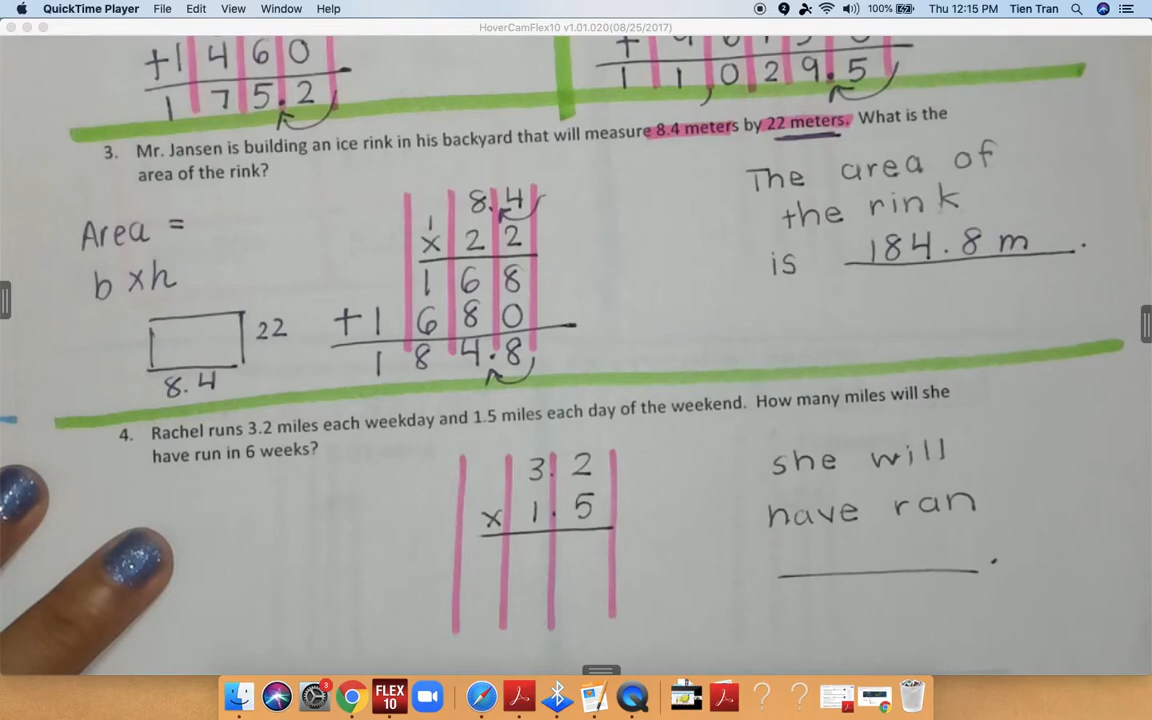 QuickTime Player File Edit View Window Help 100% Thu 12:15 PM Tien Tran
HoverCamFlex10 v1.01.020(08/25/2017)
+1 4 6 0
1 7 5.2
1 1,0 2 9.5
3. Mr. Jansen is building an ice rink in his backyard that will measure 8.4 meters by 22 meters. What is the
area of the rink?
Area =
b x h
22
8.4
8.4
1
x 2 2
1 6 8
+1 6 8 0
1 8 4.8
The area of
the rink
is 184.8 m.
4. Rachel runs 3.2 miles each weekday and 1.5 miles each day of the weekend. How many miles will she
have run in 6 weeks?
3.2
x 1.5
she will
have ran
.
3
FLEX
10